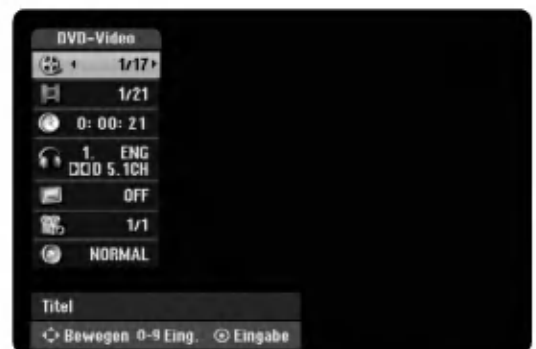 DVD-Video
1/17
1/21
0: 00: 21
1. ENG
D 5.1CH
OFF
1/1
NORMAL
Titel
Bewegen 0-9 Eing. Eingabe